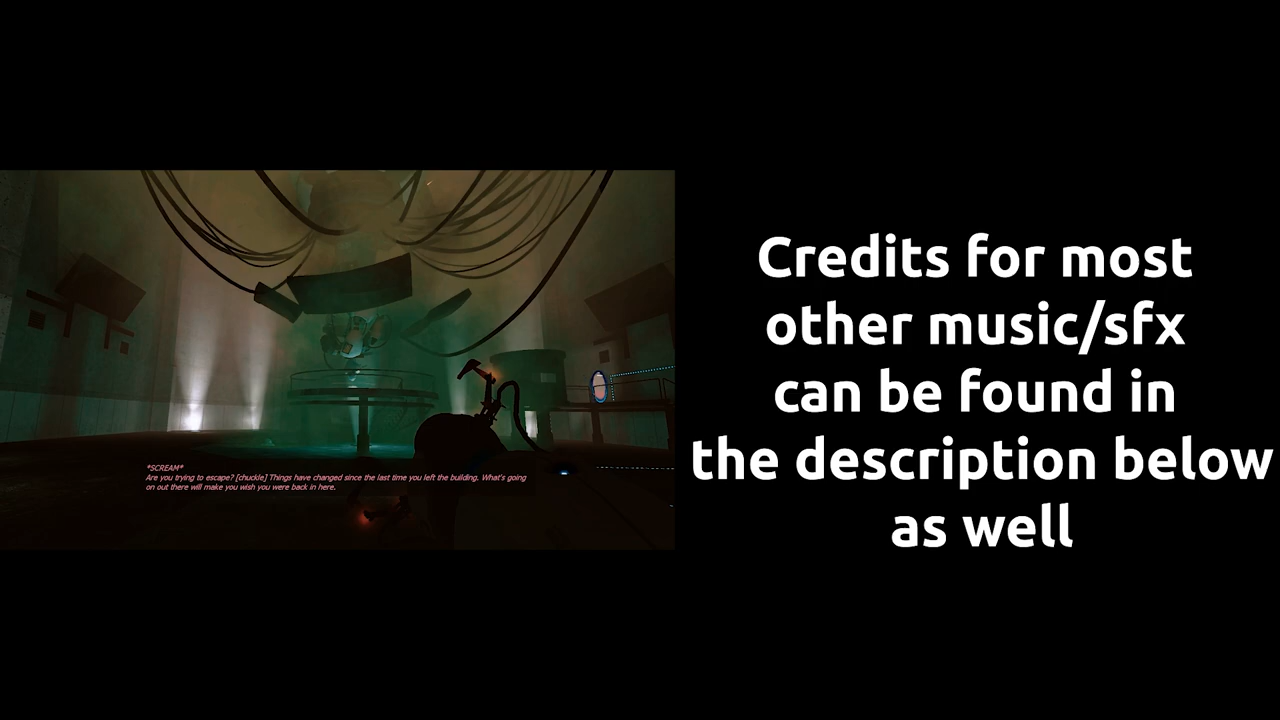 *SCREAM*
Are you trying to escape? [chuckle] Things have changed since the last time you left the building. What's going
on out there will make you wish you were back in here.
Credits for most
other music/sfx
can be found in
the description below
as well